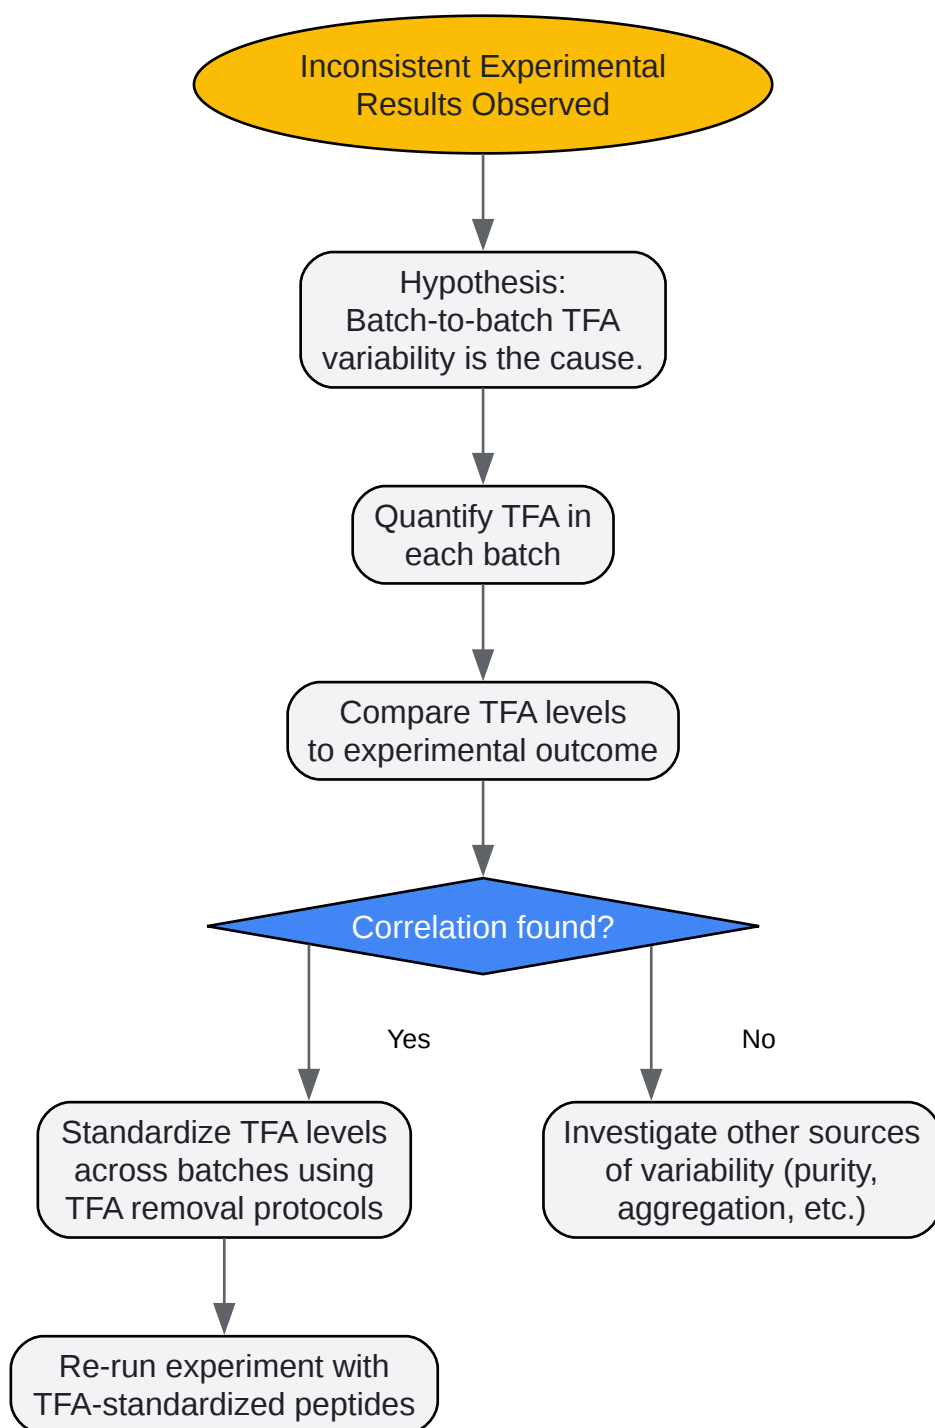 Inconsistent Experimental
Results Observed
Hypothesis:
Batch-to-batch TFA
variability is the cause.
Quantify TFA in
each batch
Compare TFA levels
to experimental outcome
Correlation found?
Yes
No
Standardize TFA levels
across batches using
TFA removal protocols
Investigate other sources
of variability (purity,
aggregation, etc.)
Re-run experiment with
TFA-standardized peptides